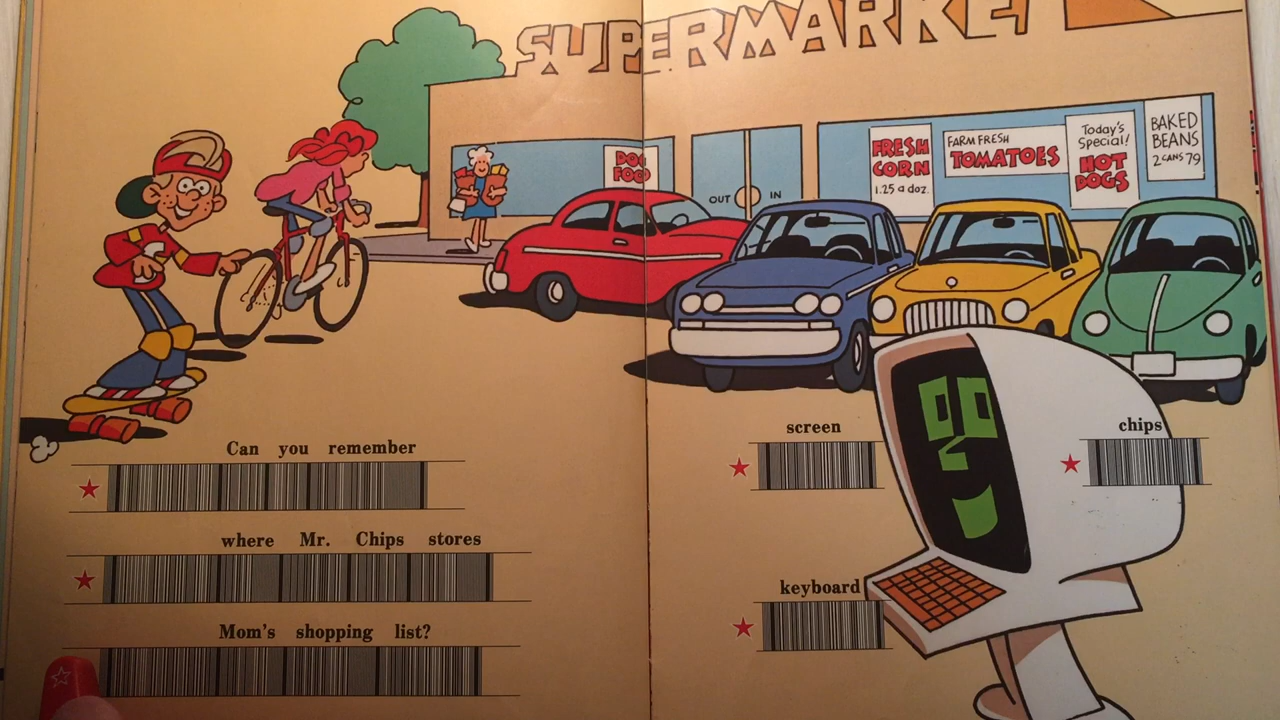 SUPERMARKET
DOG
FOOD
OUT
IN
FRESH
CORN
1.25 a doz.
FARM FRESH
TOMATOES
Today's
Special!
HOT
DOGS
BAKED
BEANS
2 CANS 79
Can you remember
where Mr. Chips stores
Mom's shopping list?
screen
chips
keyboard